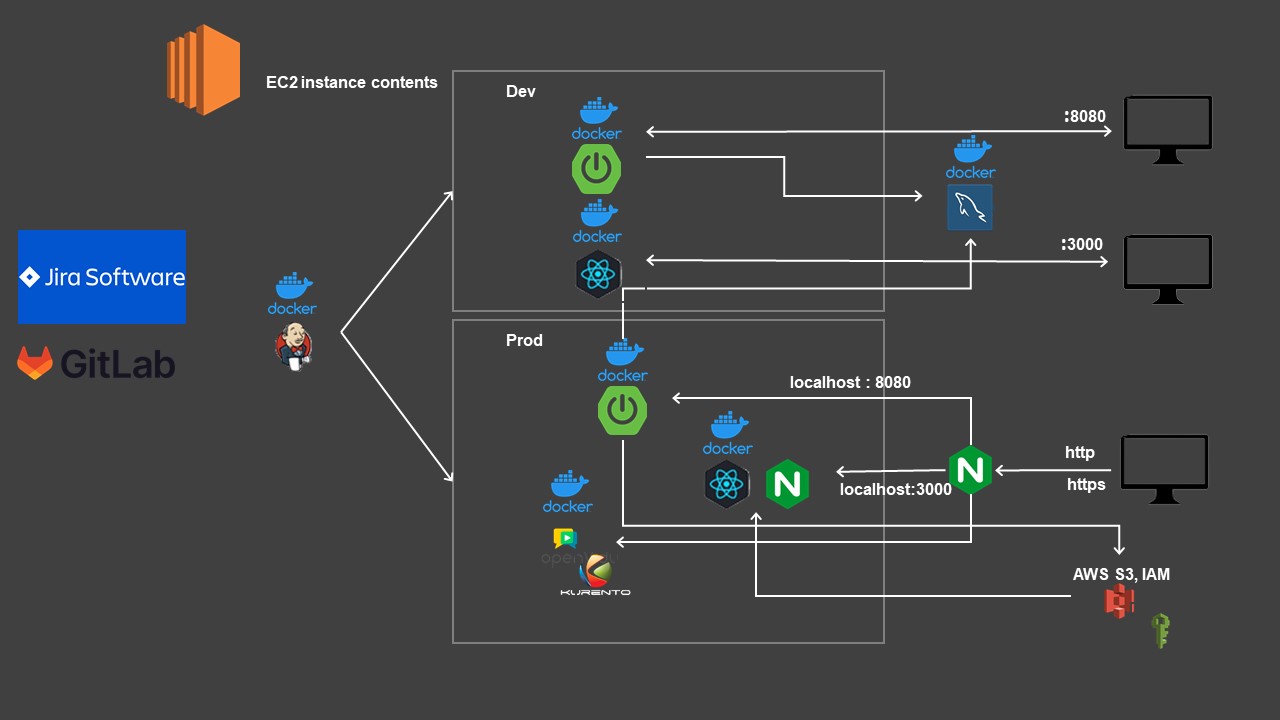 EC2 instance contents
Dev
docker
:8080
docker
docker
:3000
Jira Software
docker
GitLab
Prod
docker
localhost : 8080
docker
http
https
localhost:3000
docker
openVidu
KURENTO
AWS S3, IAM